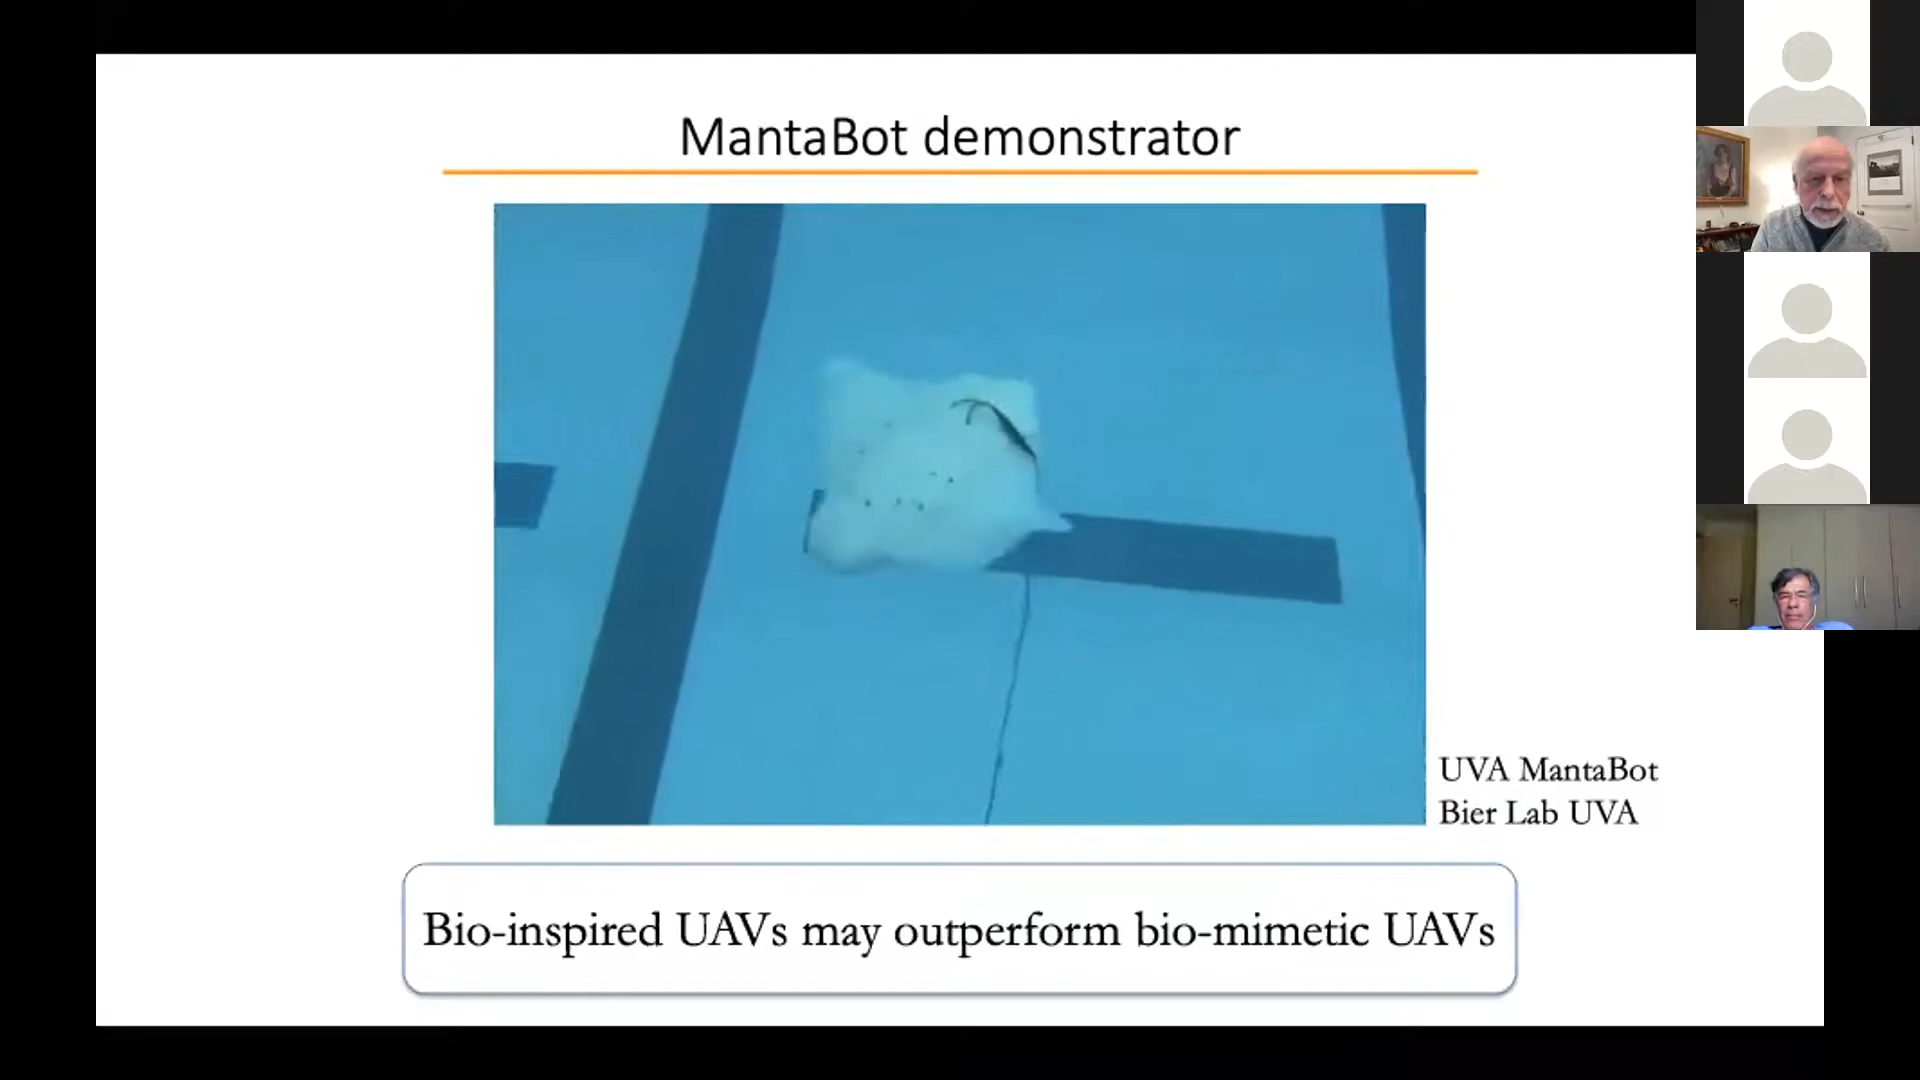 MantaBot demonstrator
UVA MantaBot
Bier Lab UVA
Bio-inspired UAVs may outperform bio-mimetic UAVs